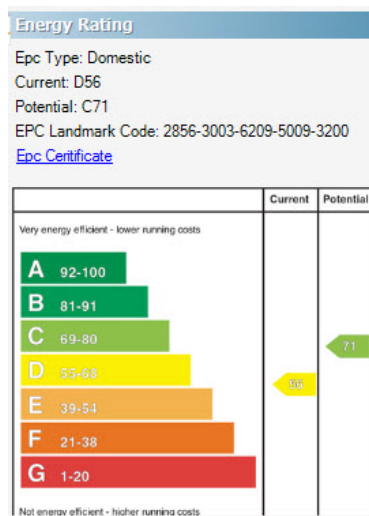 Energy Rating
Epc Type: Domestic
Current: D56
Potential: C71
EPC Landmark Code: 2856-3003-6209-5009-3200
Epc Ceritificate
Current Potential
Very energy efficient - lower running costs
A 92-100
B 81-91
C 69-80
71
D 55-68
56
E 39-54
F 21-38
G 1-20
Not energy efficient - higher running costs